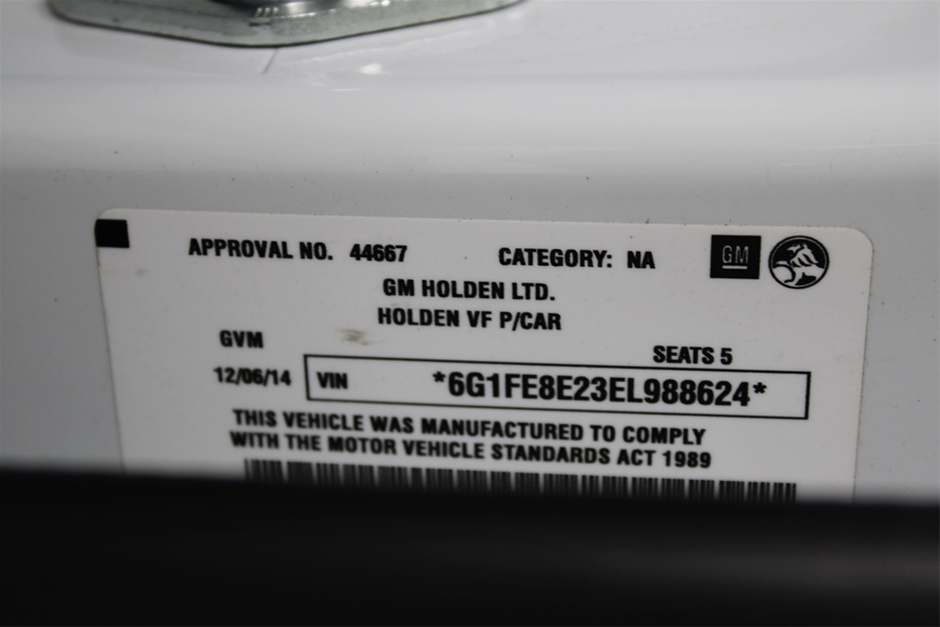 APPROVAL NO. 44667 CATEGORY: NA GM
GM HOLDEN LTD.
HOLDEN VF P/CAR
GVM SEATS 5
12/06/14 VIN *6G1FE8E23EL988624*
THIS VEHICLE WAS MANUFACTURED TO COMPLY
WITH THE MOTOR VEHICLE STANDARDS ACT 1989